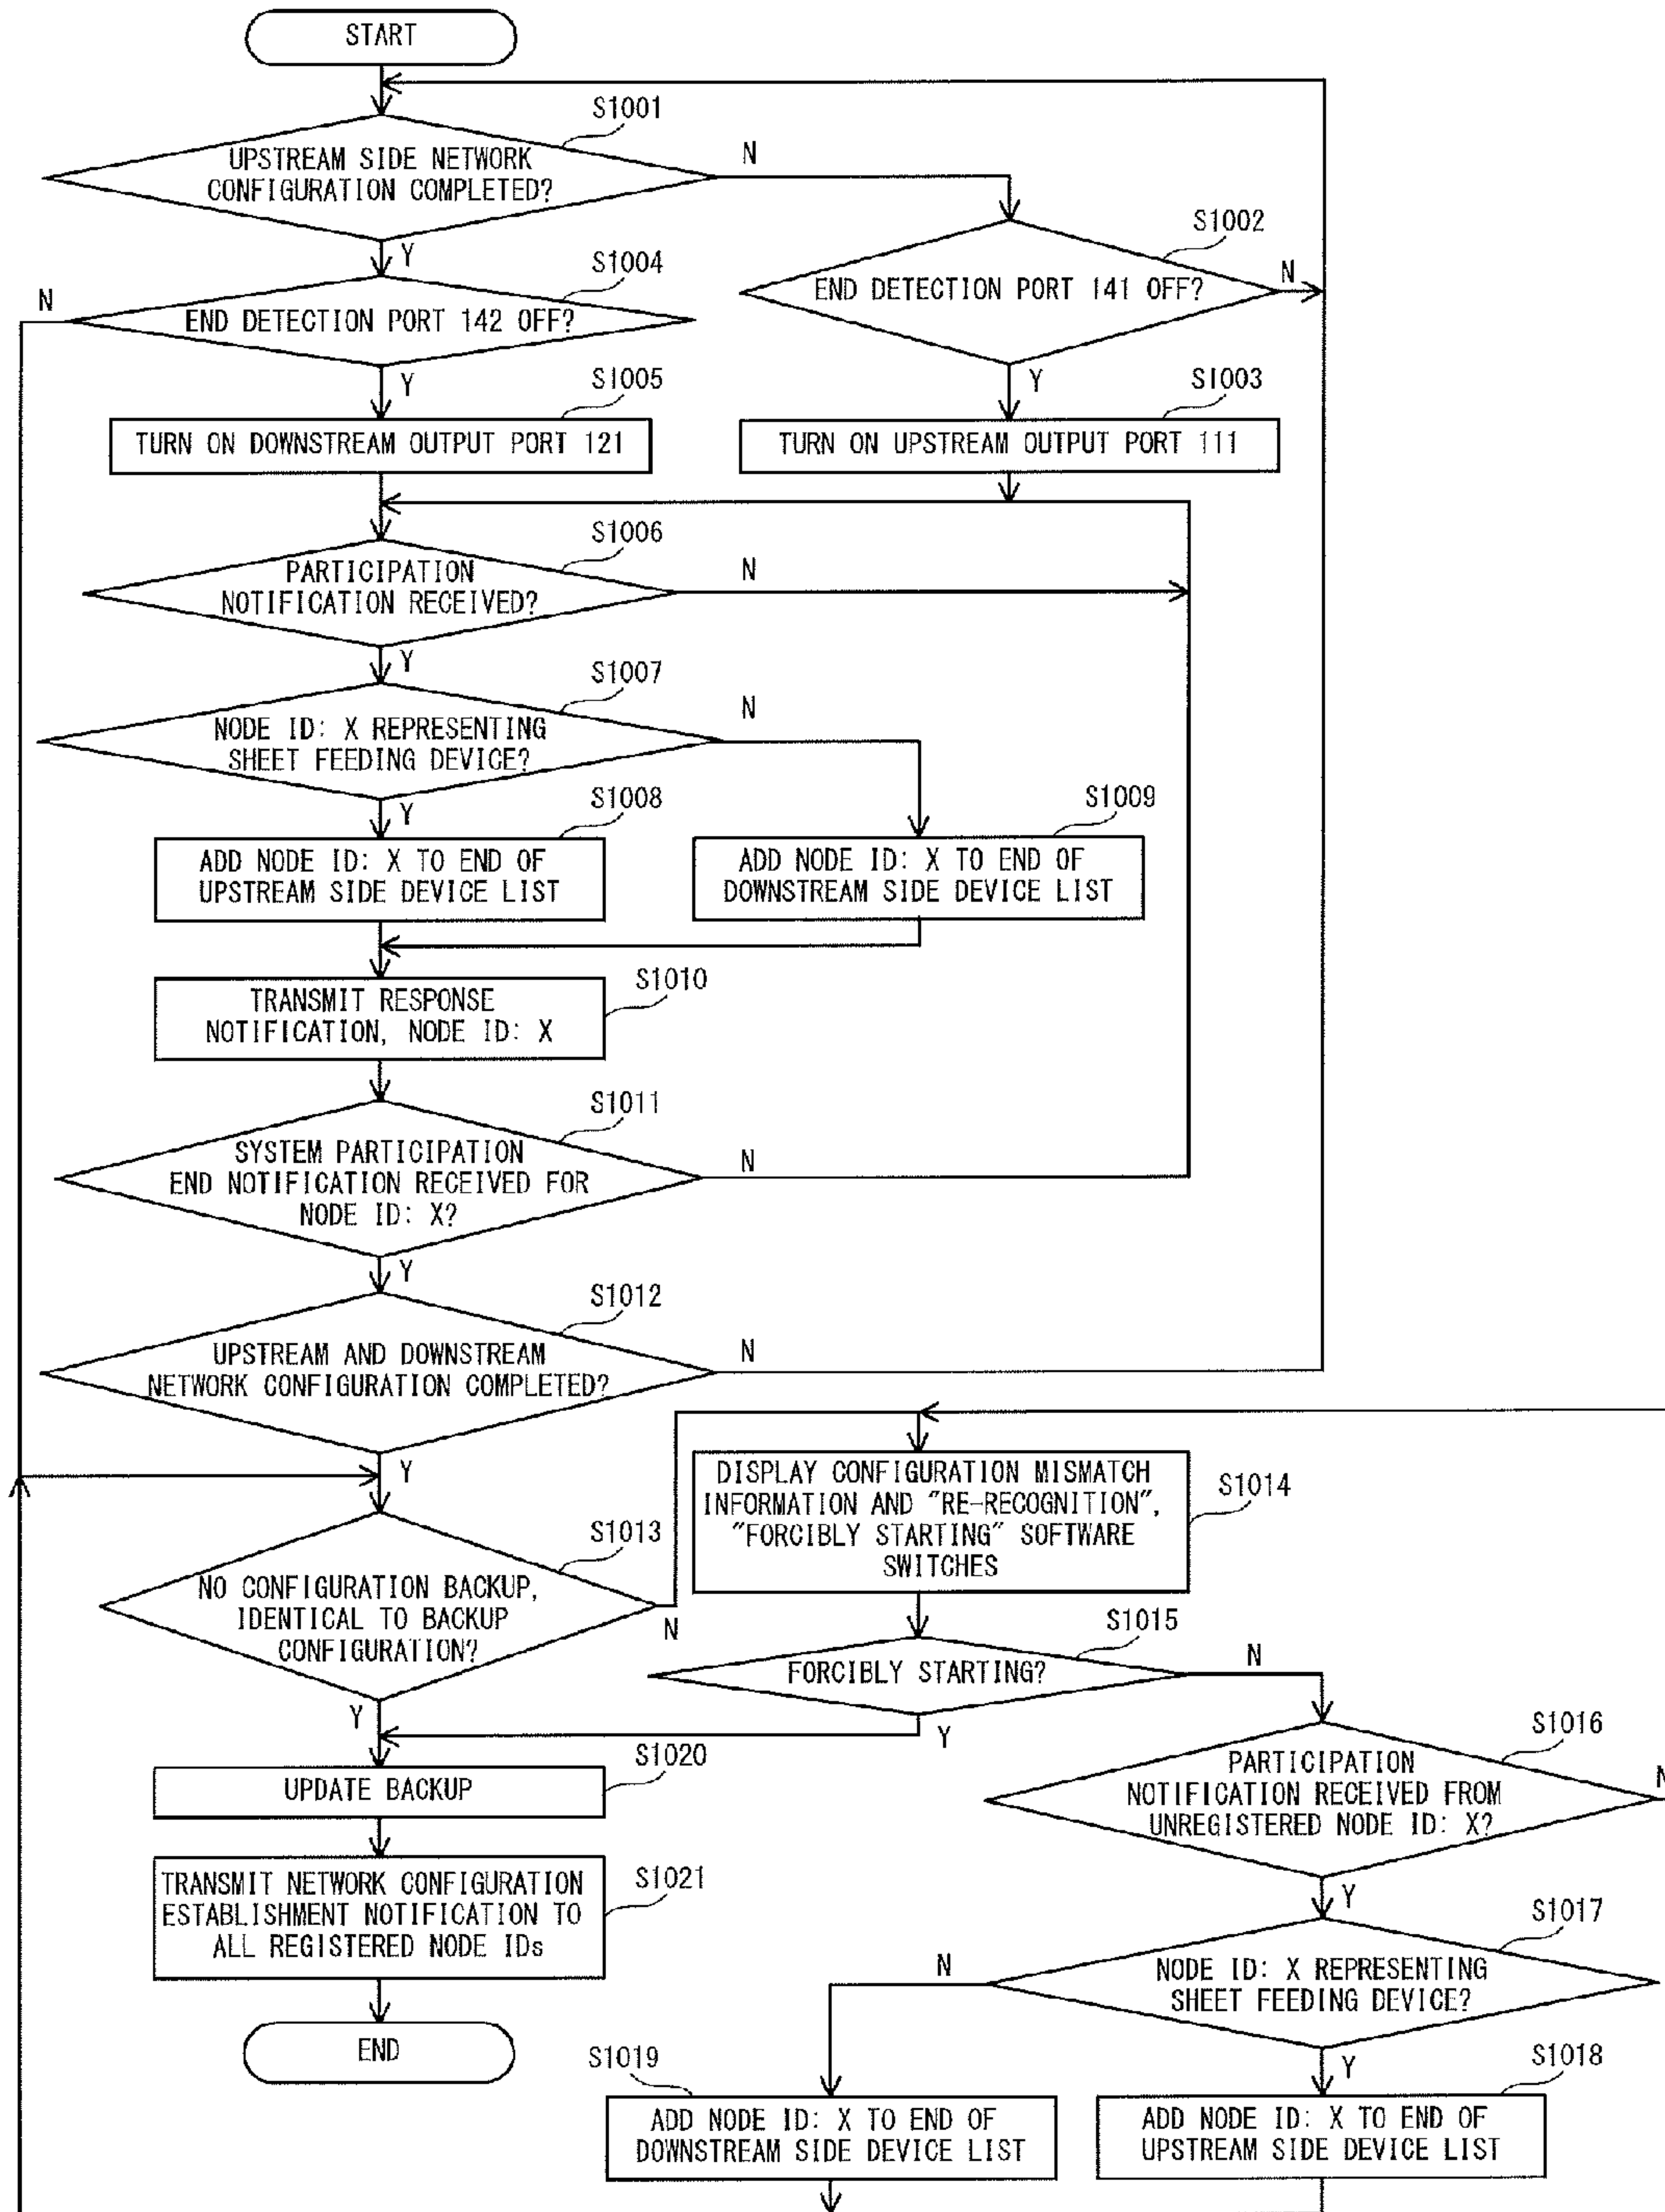 START
S1001
UPSTREAM SIDE NETWORK
CONFIGURATION COMPLETED?
N
Y
S1002
END DETECTION PORT 141 OFF?
N
Y
S1004
N
END DETECTION PORT 142 OFF?
Y
S1005
TURN ON DOWNSTREAM OUTPUT PORT 121
S1003
TURN ON UPSTREAM OUTPUT PORT 111
S1006
PARTICIPATION
NOTIFICATION RECEIVED?
N
Y
S1007
NODE ID: X REPRESENTING
SHEET FEEDING DEVICE?
N
Y
S1008
ADD NODE ID: X TO END OF
UPSTREAM SIDE DEVICE LIST
S1009
ADD NODE ID: X TO END OF
DOWNSTREAM SIDE DEVICE LIST
S1010
TRANSMIT RESPONSE
NOTIFICATION, NODE ID: X
S1011
SYSTEM PARTICIPATION
END NOTIFICATION RECEIVED FOR
NODE ID: X?
N
Y
S1012
UPSTREAM AND DOWNSTREAM
NETWORK CONFIGURATION COMPLETED?
N
Y
S1013
NO CONFIGURATION BACKUP,
IDENTICAL TO BACKUP
CONFIGURATION?
N
Y
S1014
DISPLAY CONFIGURATION MISMATCH
INFORMATION AND "RE-RECOGNITION",
"FORCIBLY STARTING" SOFTWARE
SWITCHES
S1015
FORCIBLY STARTING?
N
Y
S1016
PARTICIPATION
NOTIFICATION RECEIVED FROM
UNREGISTERED NODE ID: X?
N
Y
S1020
UPDATE BACKUP
S1021
TRANSMIT NETWORK CONFIGURATION
ESTABLISHMENT NOTIFICATION TO
ALL REGISTERED NODE IDs
END
S1017
NODE ID: X REPRESENTING
SHEET FEEDING DEVICE?
N
Y
S1019
ADD NODE ID: X TO END OF
DOWNSTREAM SIDE DEVICE LIST
S1018
ADD NODE ID: X TO END OF
UPSTREAM SIDE DEVICE LIST